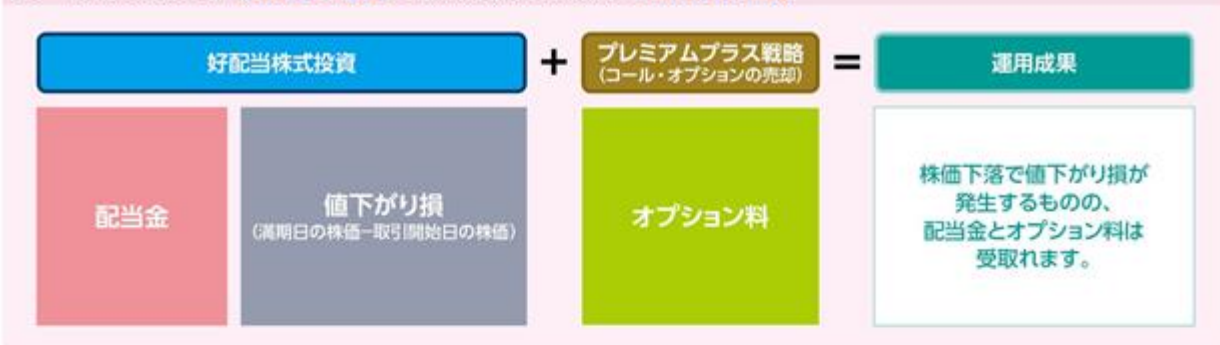 好配当株式投資
+
プレミアムプラス戦略
(コール・オプションの売却)
=
運用成果
配当金
値下がり損
(満期日の株価−取引開始日の株価)
オプション料
株価下落で値下がり損が
発生するものの、
配当金とオプション料は
受取れます。